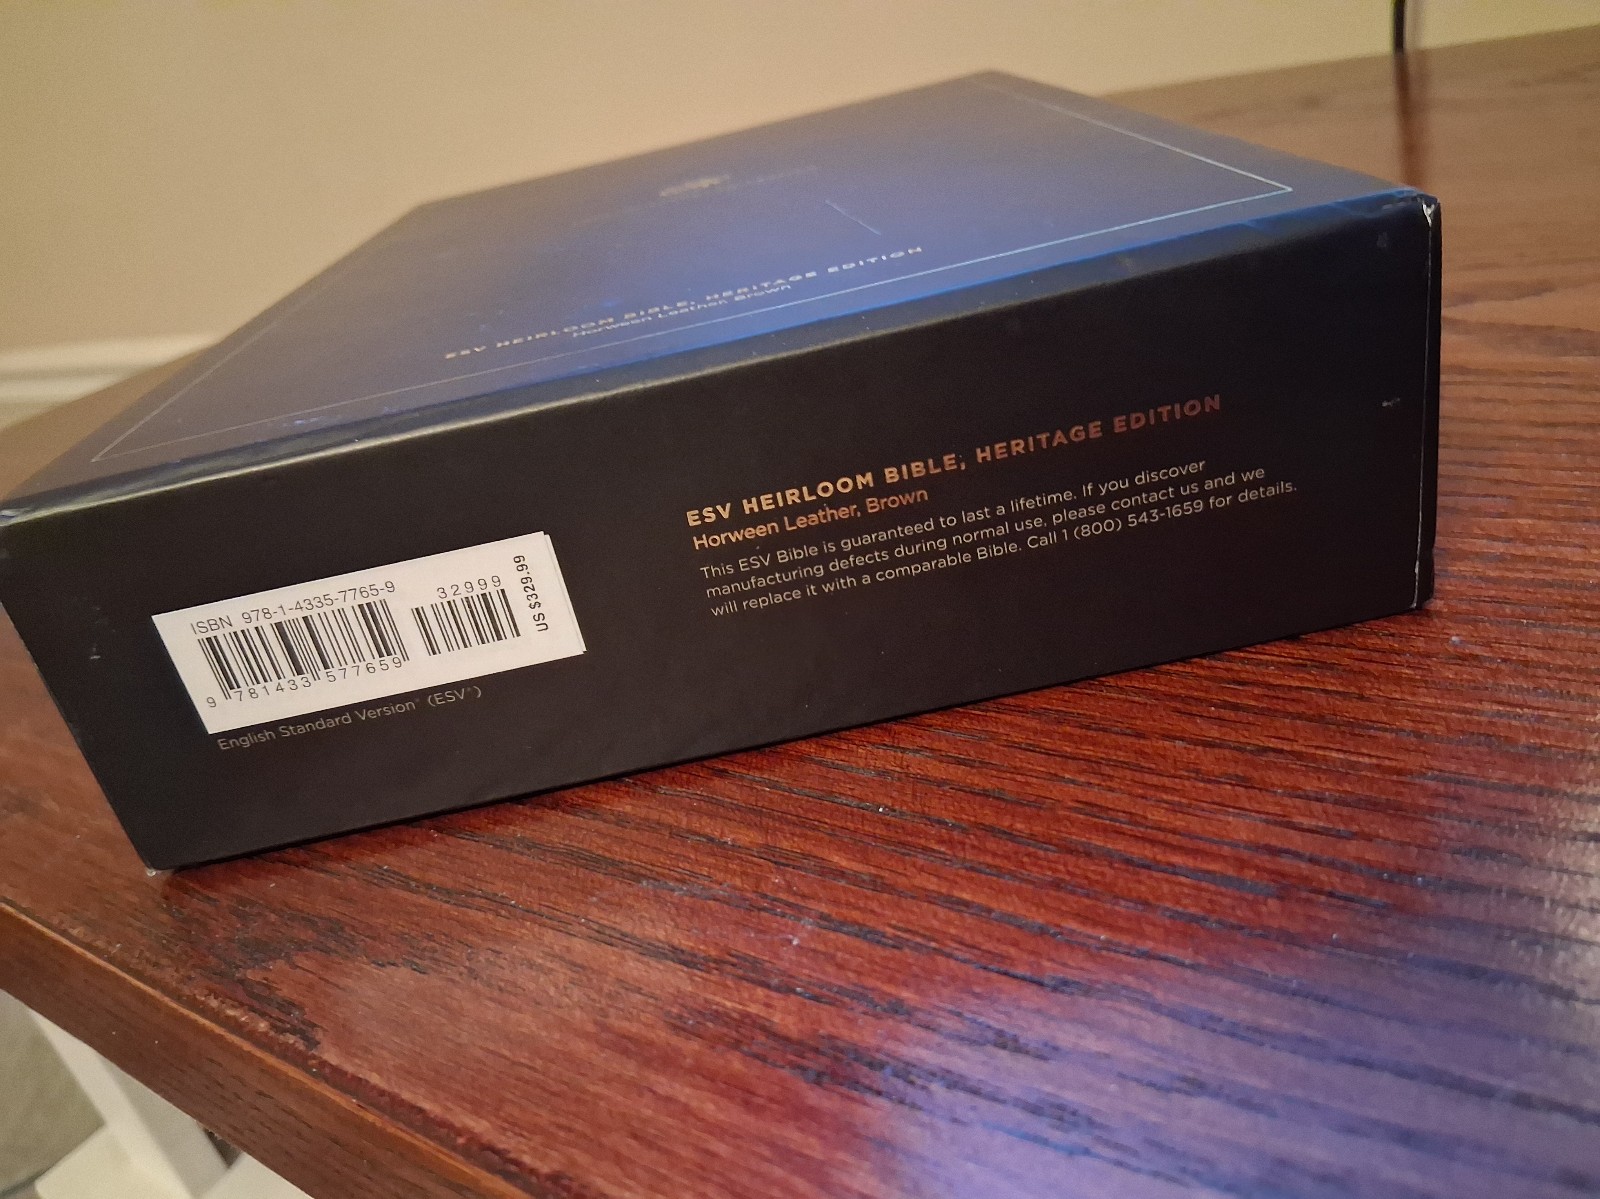 ESV HEIRLOOM BIBLE, HERITAGE EDITION
Horween Leather, Brown
ESV HEIRLOOM BIBLE, HERITAGE EDITION
Horween Leather, Brown
This ESV Bible is guaranteed to last a lifetime. If you discover
manufacturing defects during normal use, please contact us and we
will replace it with a comparable Bible. Call 1 (800) 543-1659 for details.
ISBN 978-1-4335-7765-9
32999
US $329.99
9 781433 577659
English Standard Version® (ESV®)